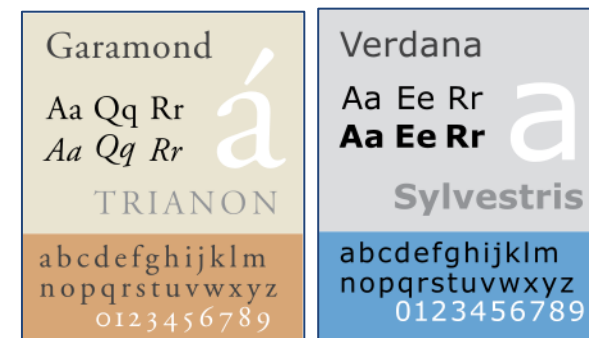 Garamond
Aa Qq Rr
Aa Qq Rr
á
TRIANON
abcdefghijklm
nopqrstuvwxyz
0123456789
Verdana
Aa Ee Rr
Aa Ee Rr
a
Sylvestris
abcdefghijklm
nopqrstuvwxyz
0123456789